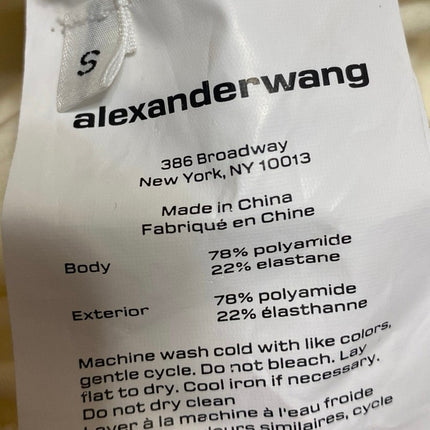 S
alexanderwang
386 Broadway
New York, NY 10013
Made in China
Fabriqué en Chine
Body 78% polyamide
22% elastane
Exterior 78% polyamide
22% élasthanne
Machine wash cold with like colors,
gentle cycle. Do not bleach. Lay
flat to dry. Cool iron if necessary.
Do not dry clean
Laver à la machine à l'eau froide
similaires, cycle